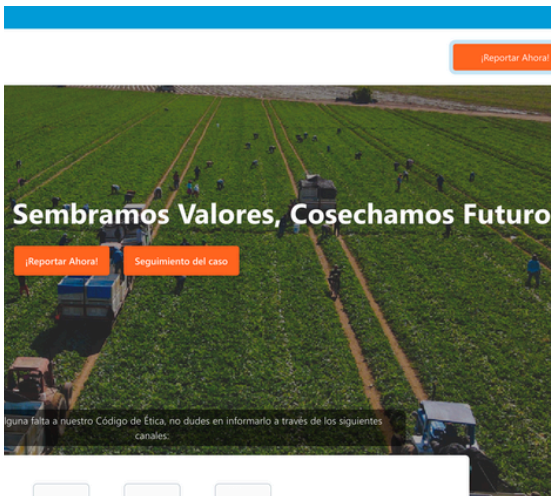 ¡Reportar Ahora!
Sembramos Valores, Cosechamos Futuro
¡Reportar Ahora!
Seguimiento del caso
falta a nuestro Código de Ética, no dudes en informarlo a través de los siguientes
canales: